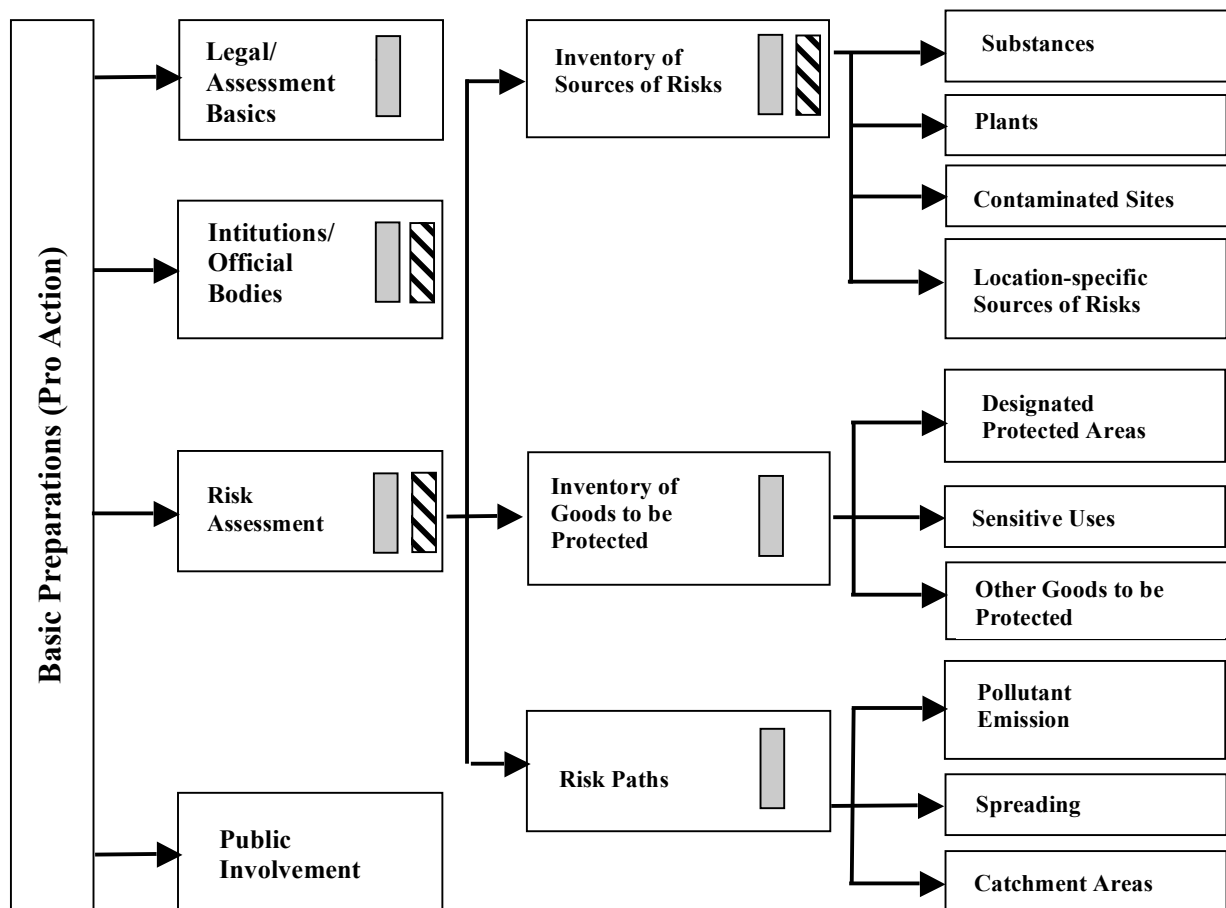 Basic Preparations (Pro Action)
Legal/
Assessment
Basics
Intitutions/
Official
Bodies
Risk
Assessment
Public
Involvement
Inventory of
Sources of Risks
Inventory of
Goods to be
Protected
Risk Paths
Substances
Plants
Contaminated Sites
Location-specific
Sources of Risks
Designated
Protected Areas
Sensitive Uses
Other Goods to be
Protected
Pollutant
Emission
Spreading
Catchment Areas